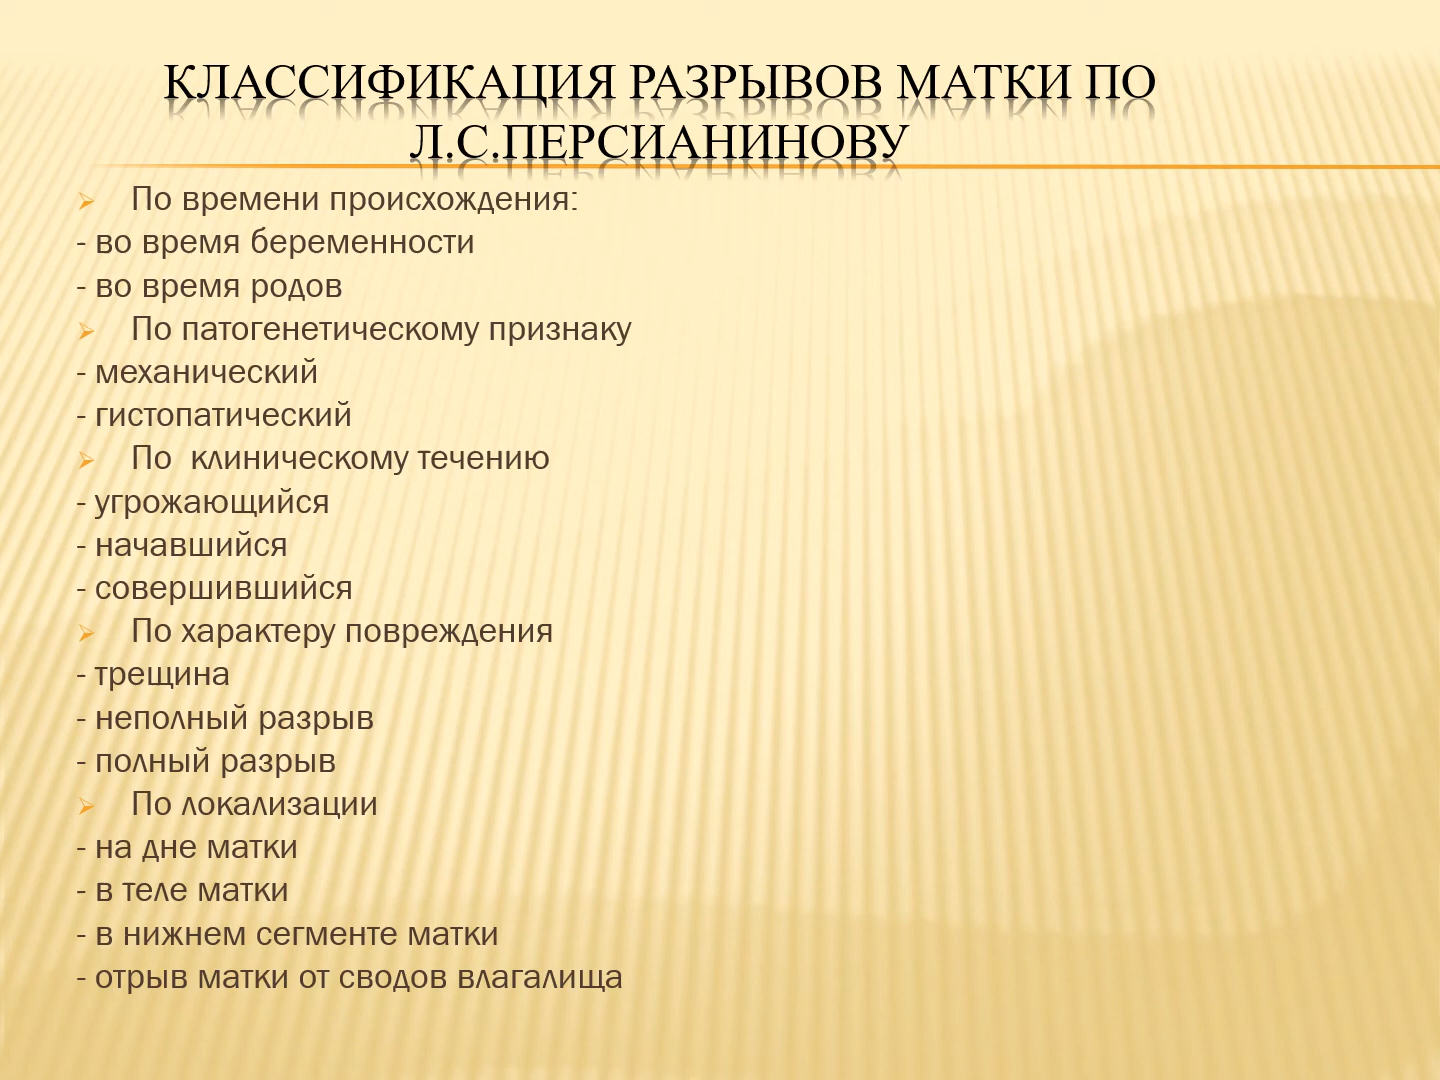 КЛАССИФИКАЦИЯ РАЗРЫВОВ МАТКИ ПО
Л.С.ПЕРСИАНИНОВУ
➢ По времени происхождения:
- во время беременности
- во время родов
➢ По патогенетическому признаку
- механический
- гистопатический
➢ По клиническому течению
- угрожающийся
- начавшийся
- совершившийся
➢ По характеру повреждения
- трещина
- неполный разрыв
- полный разрыв
➢ По локализации
- на дне матки
- в теле матки
- в нижнем сегменте матки
- отрыв матки от сводов влагалища